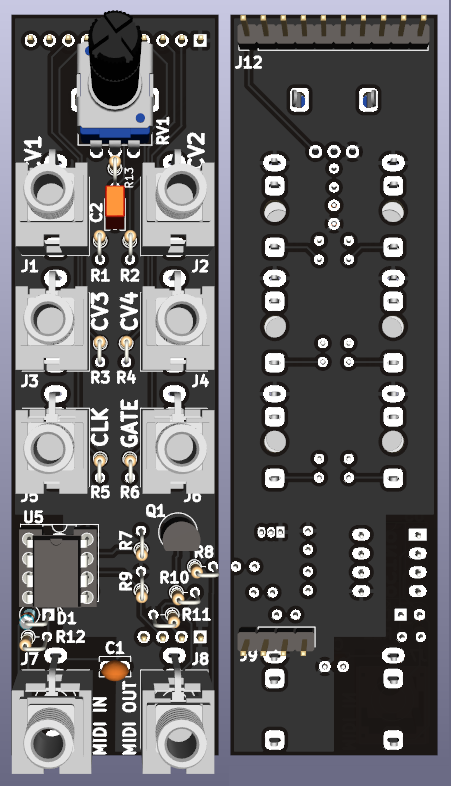 J12
RV1
CV1
CV2
R13
C2
J1
R1
R2
J2
CV3
CV4
J3
R3
R4
J4
CLK
GATE
J5
R5
R6
J6
U5
Q1
R7
R8
R9
R10
D1
R11
R12
J7
C1
J8
J9
MIDI IN
MIDI OUT